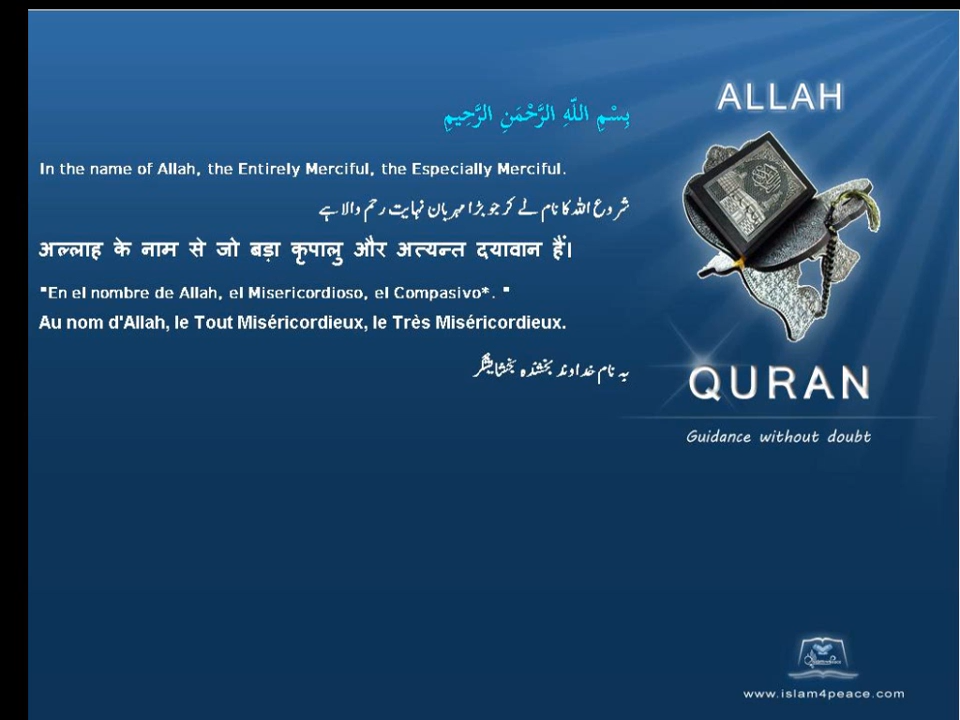 بِسْمِ اللَّهِ الرَّحْمَنِ الرَّحِيمِ
In the name of Allah, the Entirely Merciful, the Especially Merciful.
شروع اللہ کا نام لے کر جو بڑا مہربان نہایت رحم والا ہے
अल्लाह के नाम से जो बड़ा कृपालु और अत्यन्त दयावान हैं।
"En el nombre de Allah, el Misericordioso, el Compasivo*. "
Au nom d'Allah, le Tout Miséricordieux, le Très Miséricordieux.
به نام خداوند بخشنده بخشایشگر
ALLAH
QURAN
Guidance without doubt
www.islam4peace.com